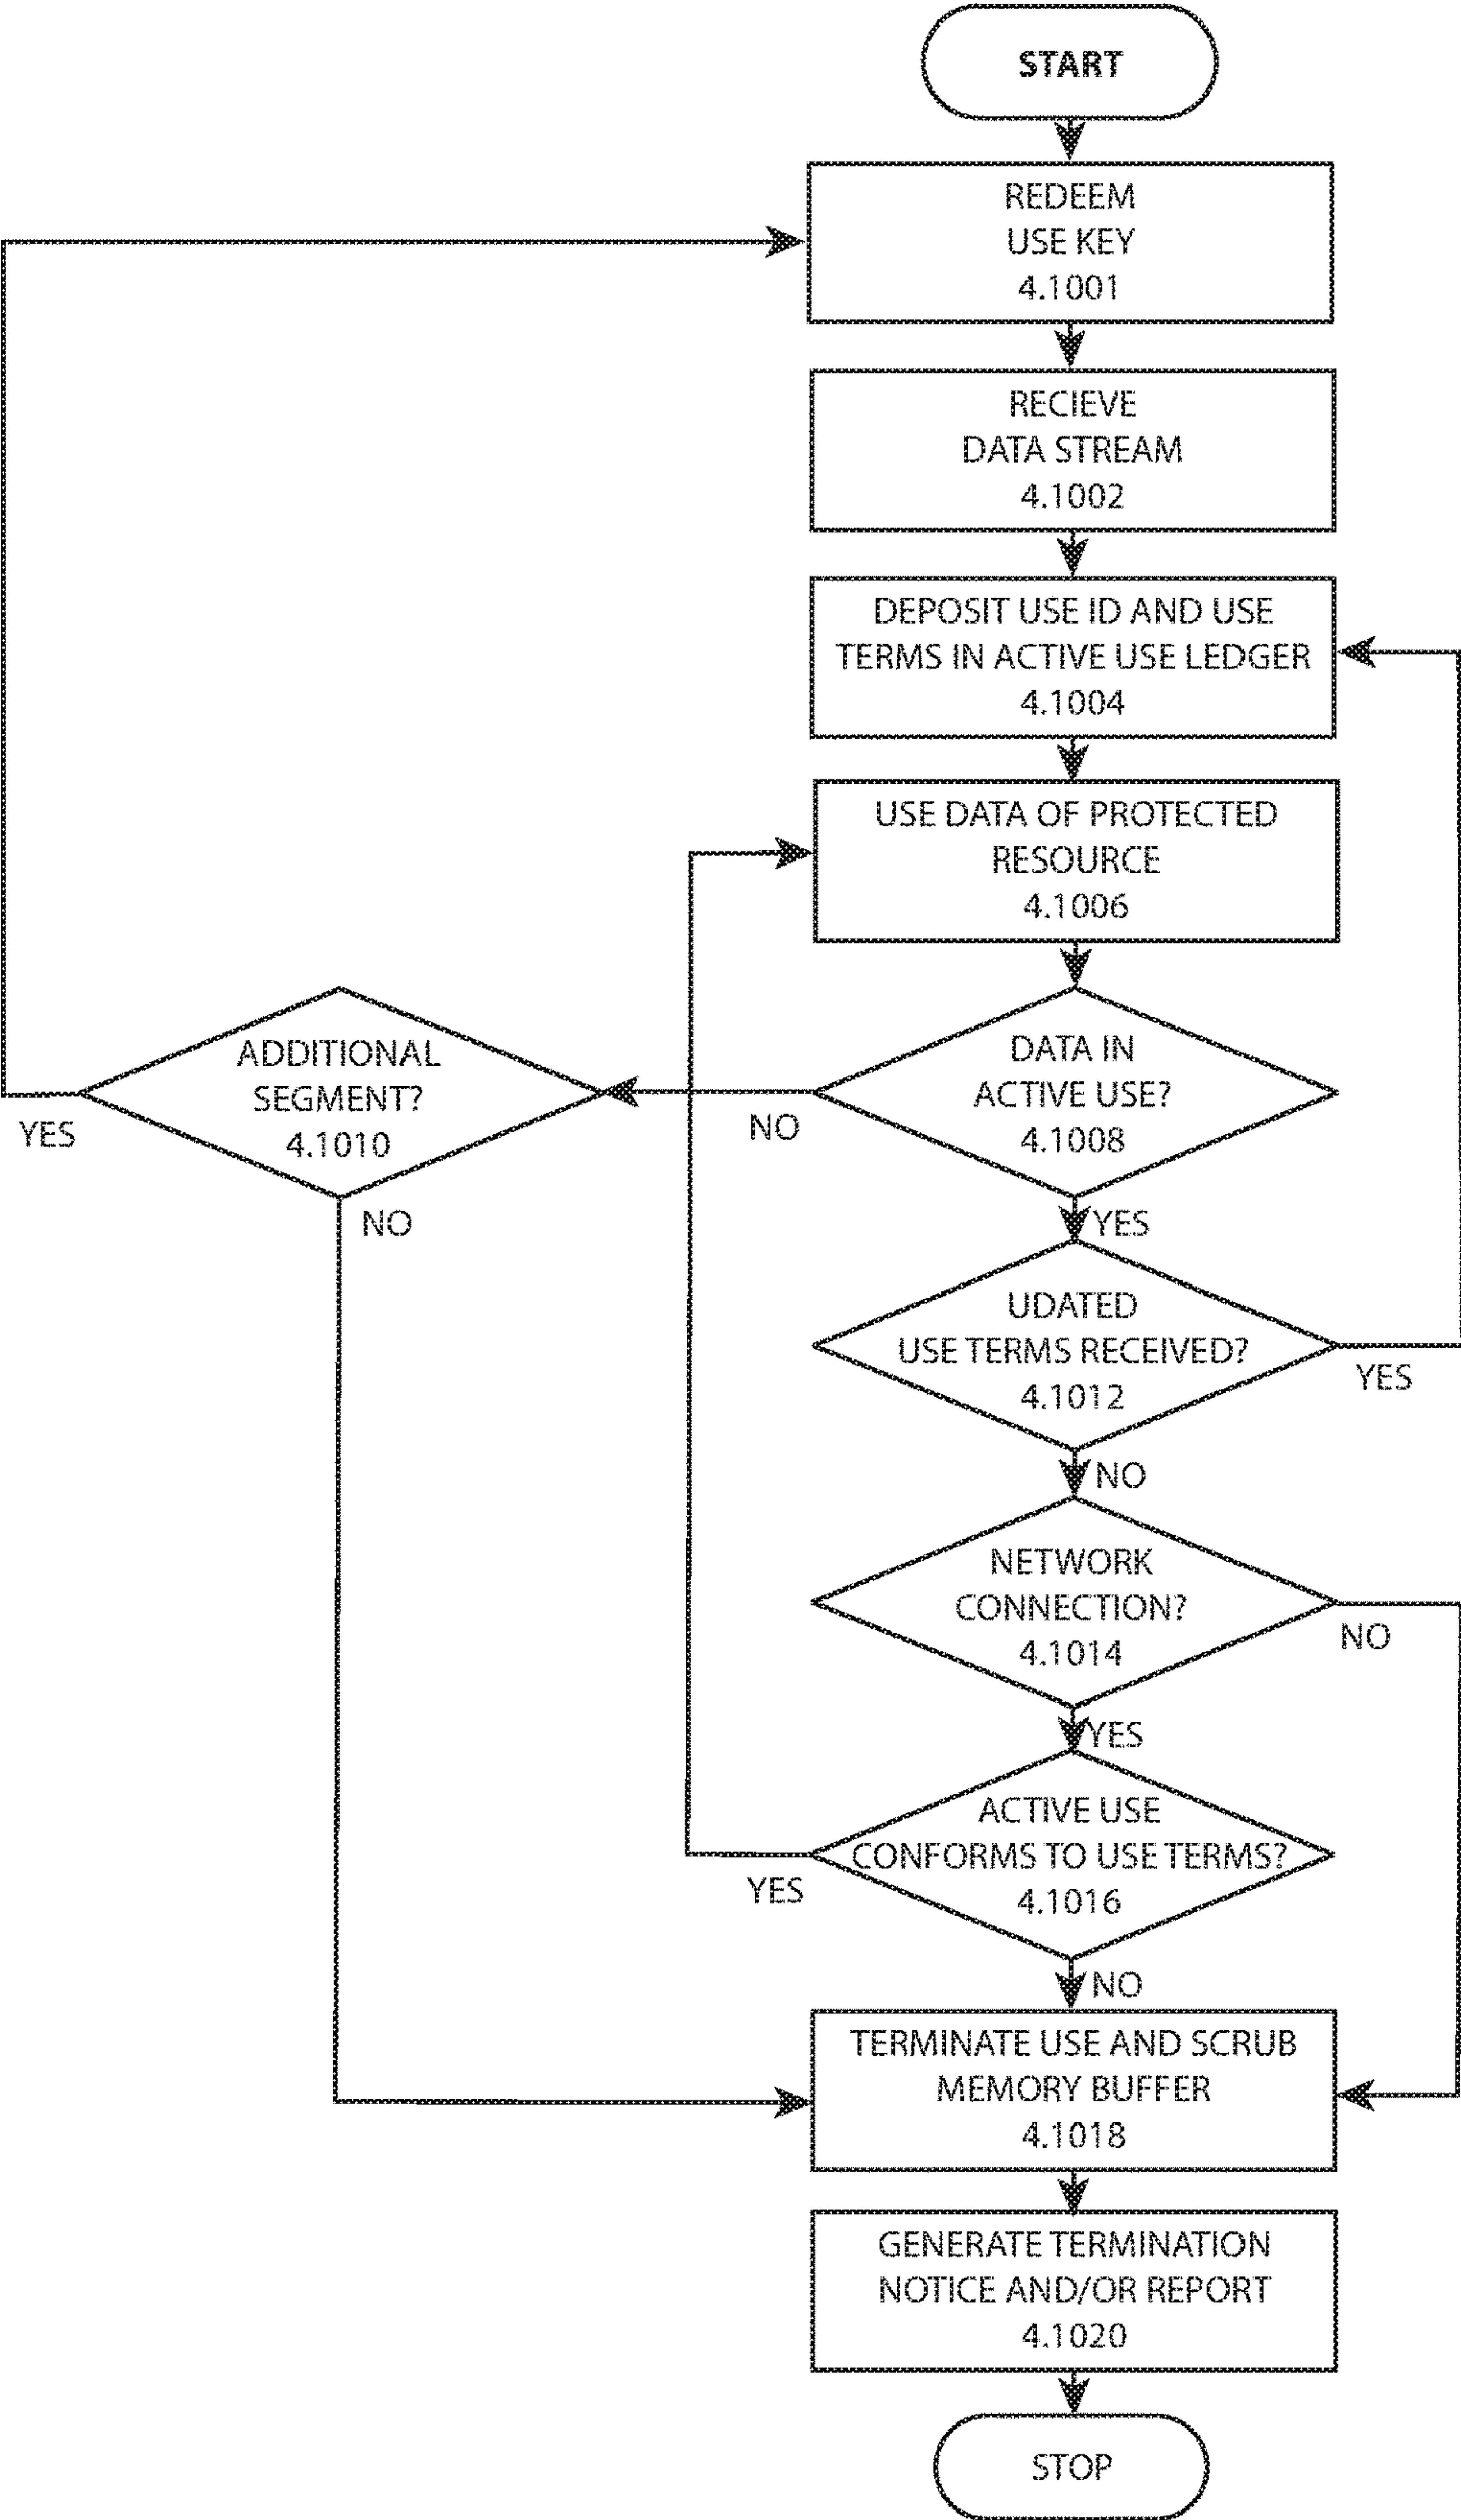 START
REDEEM
USE KEY
4.1001
RECIEVE
DATA STREAM
4.1002
DEPOSIT USE ID AND USE
TERMS IN ACTIVE USE LEDGER
4.1004
USE DATA OF PROTECTED
RESOURCE
4.1006
ADDITIONAL
SEGMENT?
4.1010
YES
NO
DATA IN
ACTIVE USE?
4.1008
NO
YES
UDATED
USE TERMS RECEIVED?
4.1012
YES
NO
NETWORK
CONNECTION?
4.1014
NO
YES
ACTIVE USE
CONFORMS TO USE TERMS?
4.1016
YES
NO
TERMINATE USE AND SCRUB
MEMORY BUFFER
4.1018
GENERATE TERMINATION
NOTICE AND/OR REPORT
4.1020
STOP